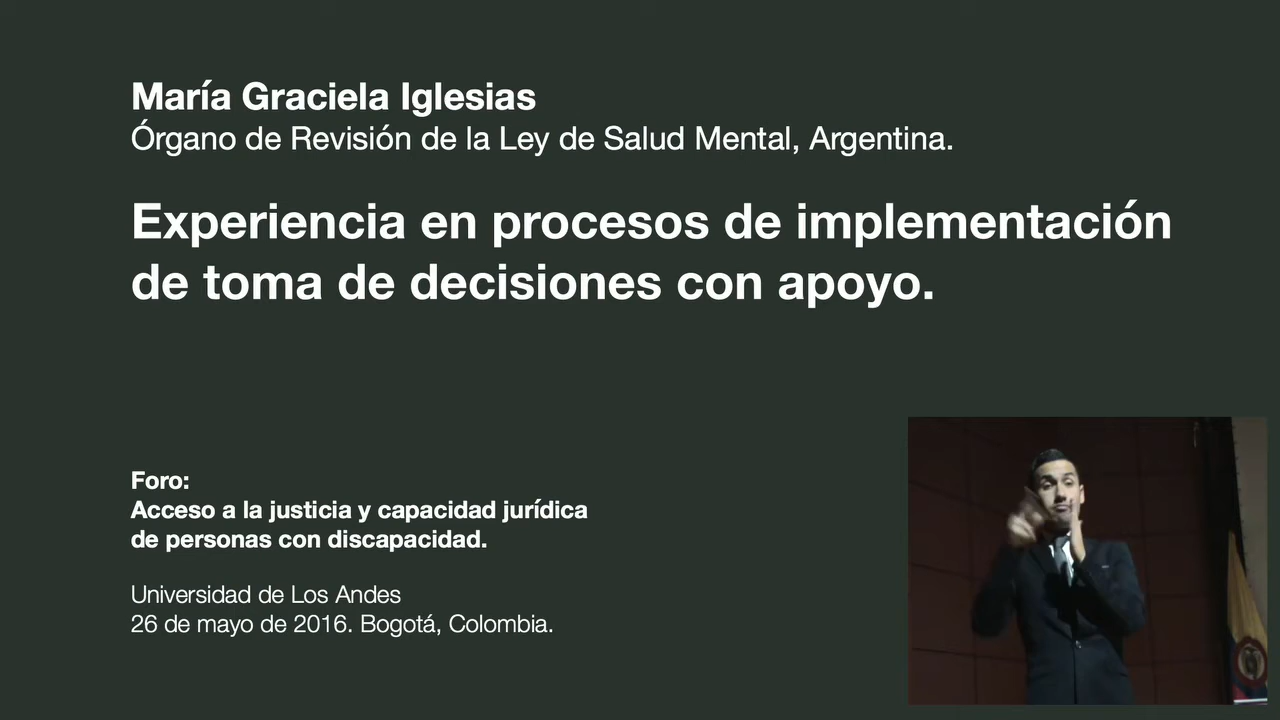 María Graciela Iglesias
Órgano de Revisión de la Ley de Salud Mental, Argentina.
Experiencia en procesos de implementación
de toma de decisiones con apoyo.
Foro:
Acceso a la justicia y capacidad jurídica
de personas con discapacidad.
Universidad de Los Andes
26 de mayo de 2016. Bogotá, Colombia.